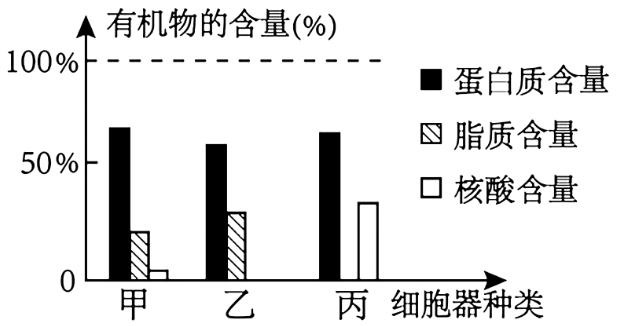 有机物的含量(%)
100%
50%
0
甲
乙
丙
细胞器种类
蛋白质含量
脂质含量
核酸含量